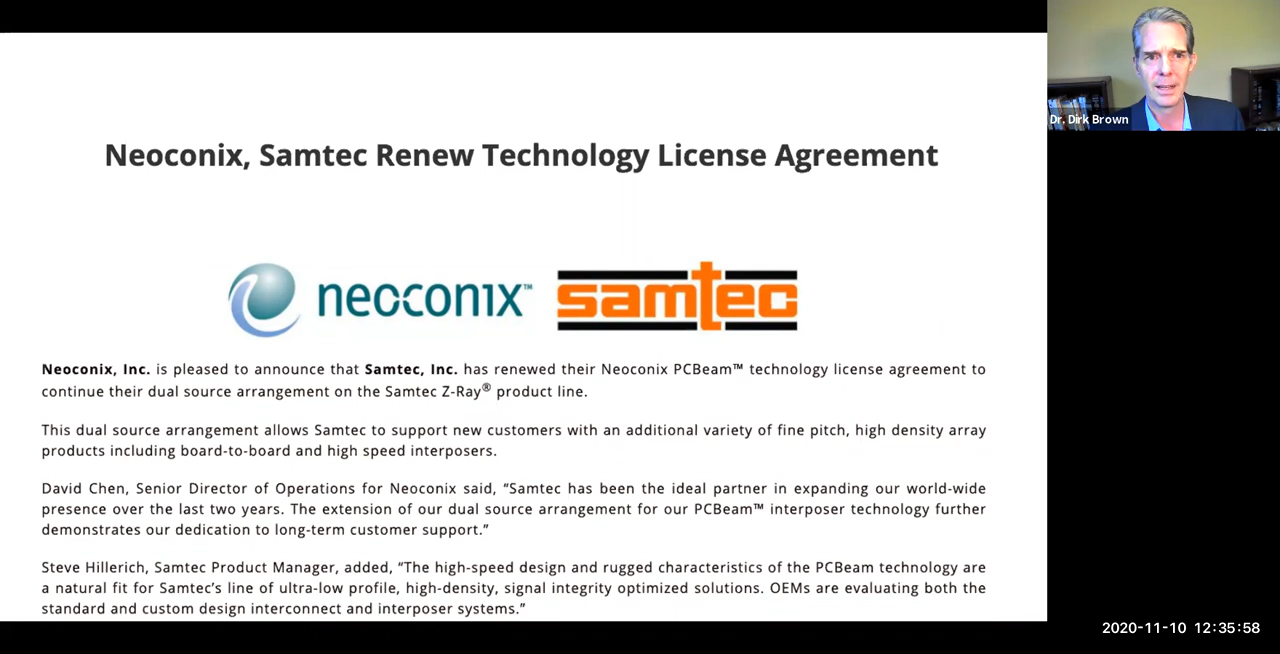 Dr. Dirk Brown
Neoconix, Samtec Renew Technology License Agreement
neoconix™ samtec
Neoconix, Inc. is pleased to announce that Samtec, Inc. has renewed their Neoconix PCBeam™ technology license agreement to
continue their dual source arrangement on the Samtec Z-Ray® product line.
This dual source arrangement allows Samtec to support new customers with an additional variety of fine pitch, high density array
products including board-to-board and high speed interposers.
David Chen, Senior Director of Operations for Neoconix said, “Samtec has been the ideal partner in expanding our world-wide
presence over the last two years. The extension of our dual source arrangement for our PCBeam™ interposer technology further
demonstrates our dedication to long-term customer support.”
Steve Hillerich, Samtec Product Manager, added, “The high-speed design and rugged characteristics of the PCBeam technology are
a natural fit for Samtec’s line of ultra-low profile, high-density, signal integrity optimized solutions. OEMs are evaluating both the
standard and custom design interconnect and interposer systems.”
2020-11-10 12:35:58